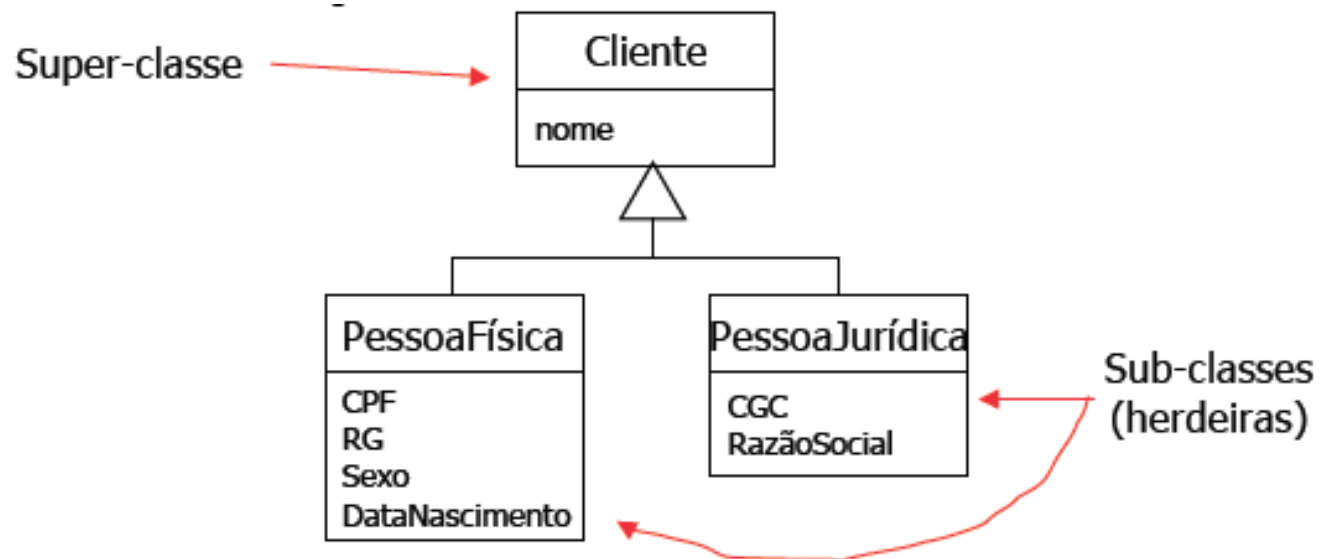 Super-classe
Cliente
nome
PessoaFísica
CPF
RG
Sexo
DataNascimento
PessoaJurídica
CGC
RazãoSocial
Sub-classes
(herdeiras)